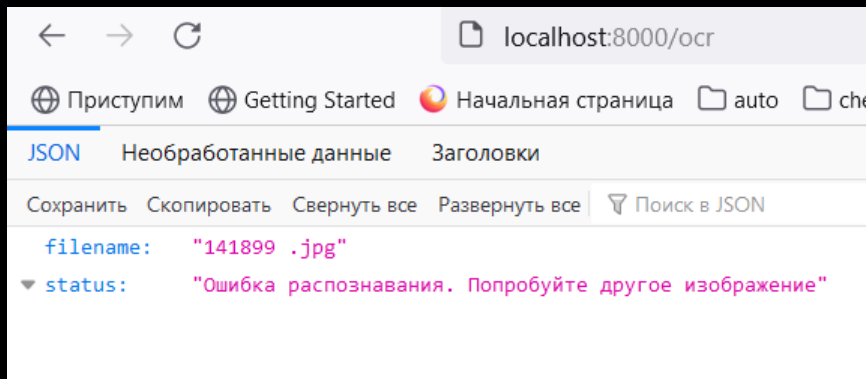 localhost:8000/ocr
Приступим Getting Started Начальная страница auto
JSON Необработанные данные Заголовки
Сохранить Скопировать Свернуть все Развернуть все Поиск в JSON
filename: "141899 .jpg"
status: "Ошибка распознавания. Попробуйте другое изображение"